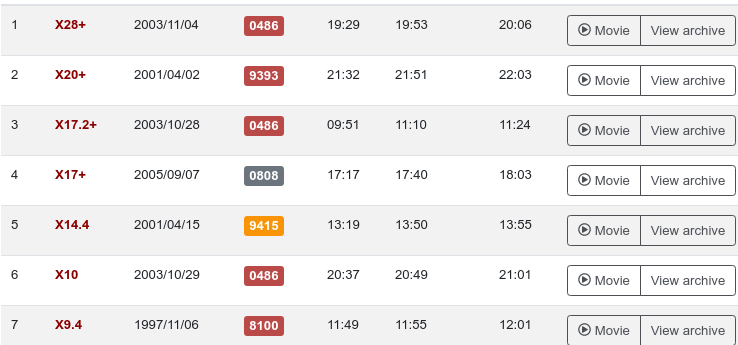 1 X28+ 2003/11/04 0486 19:29 19:53 20:06 Movie View archive
2 X20+ 2001/04/02 9393 21:32 21:51 22:03 Movie View archive
3 X17.2+ 2003/10/28 0486 09:51 11:10 11:24 Movie View archive
4 X17+ 2005/09/07 0808 17:17 17:40 18:03 Movie View archive
5 X14.4 2001/04/15 9415 13:19 13:50 13:55 Movie View archive
6 X10 2003/10/29 0486 20:37 20:49 21:01 Movie View archive
7 X9.4 1997/11/06 8100 11:49 11:55 12:01 Movie View archive